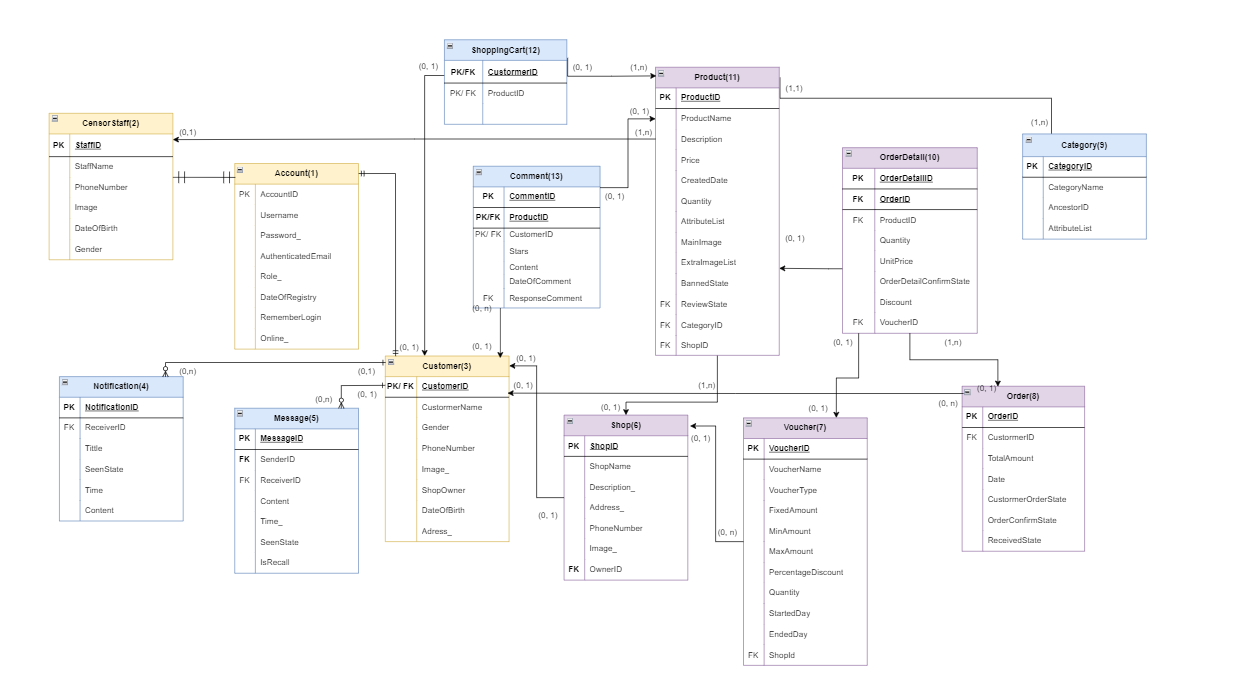 ShoppingCart(12)
PK/FK CustormerID
PK/ FK ProductID
(0, 1)
(0, 1)
(1,n)
Product(11)
PK ProductID
ProductName
Description
Price
CreatedDate
Quantity
AttributeList
MainImage
ExtraImageList
BannedState
FK ReviewState
FK CategoryID
FK ShopID
(1,1)
(1,n)
(0, 1)
(1,n)
CensorStaff(2)
PK StaffID
StaffName
PhoneNumber
Image
DateOfBirth
Gender
(0,1)
Account(1)
PK AccountID
Username
Password_
AuthenticatedEmail
Role_
DateOfRegistry
RememberLogin
Online_
Comment(13)
PK CommentID
PK/FK ProductID
PK/ FK CustomerID
Stars
Content
DateOfComment
FK ResponseComment
(0, 1)
(0, n)
(0, 1)
OrderDetail(10)
PK OrderDetailID
FK OrderID
FK ProductID
Quantity
UnitPrice
OrderDetailConfirmState
Discount
FK VoucherID
(0, 1)
(0, 1)
(1,n)
Category(9)
PK CategoryID
CategoryName
AncestorID
AttributeList
(0, 1)
Customer(3)
PK/ FK CustomerID
CustormerName
Gender
PhoneNumber
Image_
ShopOwner
DateOfBirth
Adress_
(0,n)
(0,1)
(0,n)
(0, 1)
(0, 1)
(0, 1)
(1,n)
(0, 1)
(0, 1)
Notification(4)
PK NotificationID
FK ReceiverID
Tittle
SeenState
Time
Content
Message(5)
PK MessageID
FK SenderID
FK ReceiverID
Content
Time_
SeenState
IsRecall
Shop(6)
PK ShopID
ShopName
Description_
Address_
PhoneNumber
Image_
FK OwnerID
(0, 1)
(0, n)
(0, 1)
Voucher(7)
PK VoucherID
VoucherName
VoucherType
FixedAmount
MinAmount
MaxAmount
PercentageDiscount
Quantity
StartedDay
EndedDay
FK ShopId
(0, n)
(0, 1)
Order(8)
PK OrderID
FK CustormerID
TotalAmount
Date
CustormerOrderState
OrderConfirmState
ReceivedState